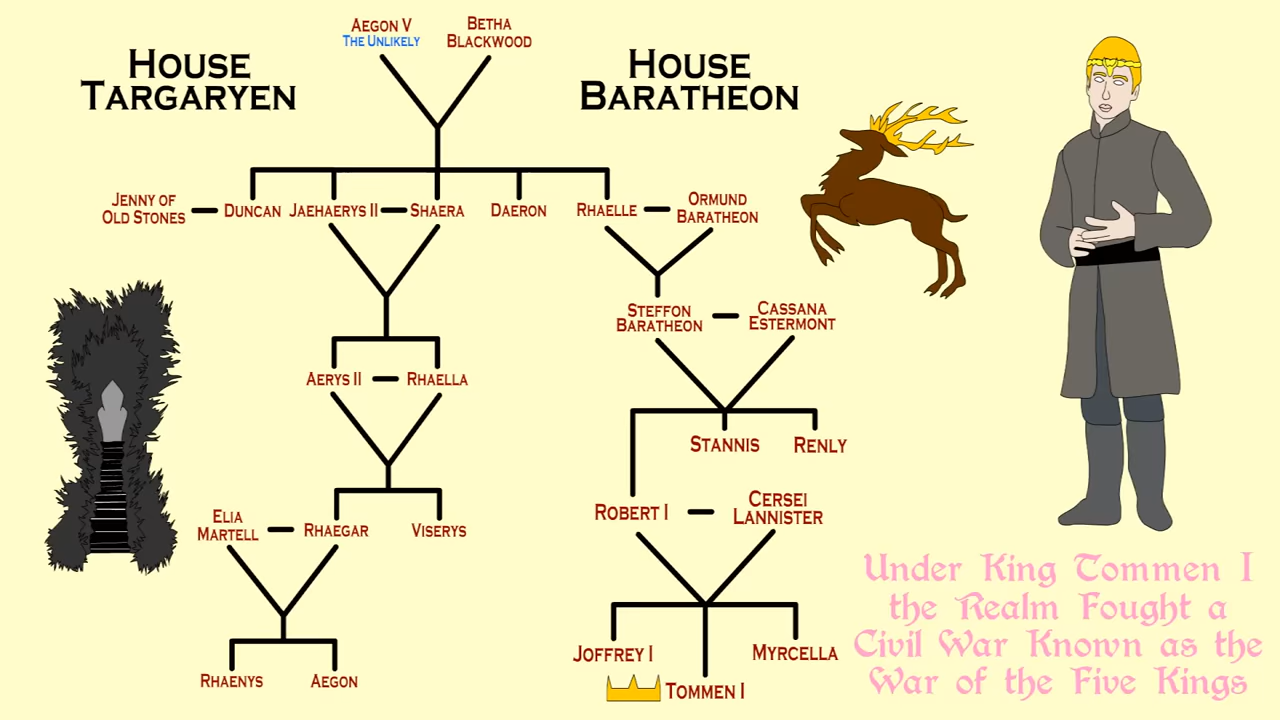 Aegon V
The Unlikely
Betha
Blackwood
House
Targaryen
House
Baratheon
Jenny of
Old Stones
Duncan
Jaehaerys II
Shaera
Daeron
Rhaelle
Ormund
Baratheon
Steffon
Baratheon
Cassana
Estermont
Aerys II
Rhaella
Stannis
Renly
Elia
Martell
Rhaegar
Viserys
Robert I
Cersei
Lannister
Rhaenys
Aegon
Joffrey I
Myrcella
Tommen I
Under King Tommen I
the Realm Fought a
Civil War Known as the
War of the Five Kings